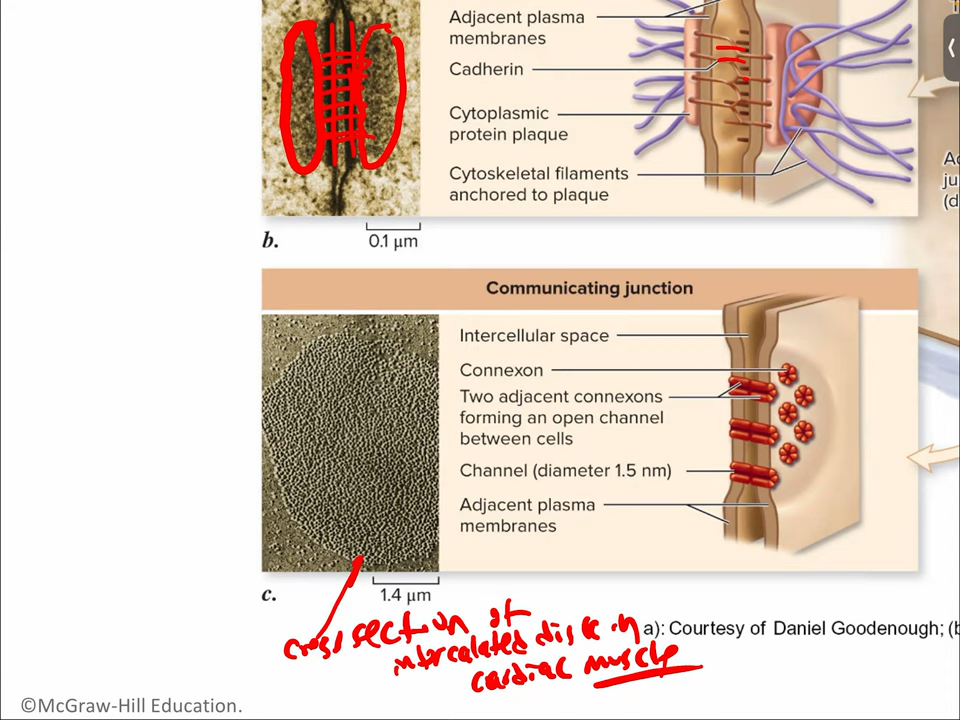 Adjacent plasma
membranes
Cadherin
Cytoplasmic
protein plaque
Cytoskeletal filaments
anchored to plaque
b.
0.1 µm
Communicating junction
Intercellular space
Connexon
Two adjacent connexons
forming an open channel
between cells
Channel (diameter 1.5 nm)
Adjacent plasma
membranes
c.
1.4 µm
cross section of
intercalated disk in
cardiac muscle
a): Courtesy of Daniel Goodenough; (b
©McGraw-Hill Education.